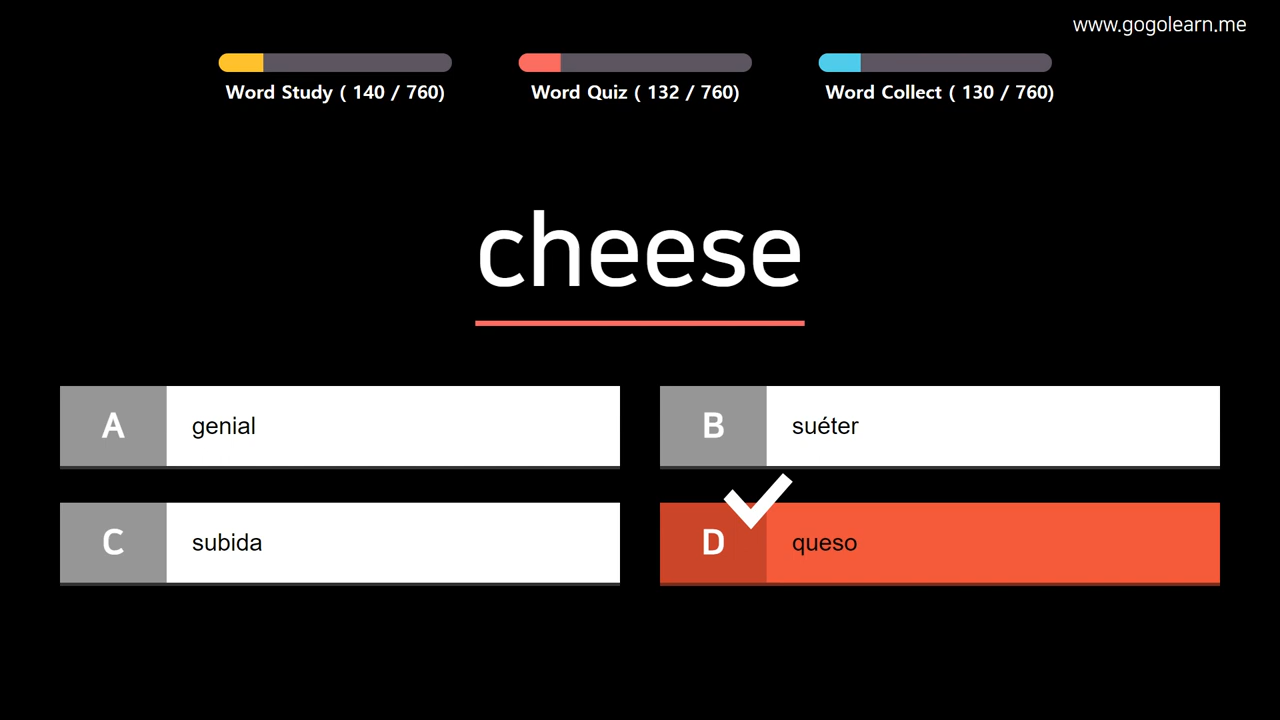 www.gogolearn.me
Word Study ( 140 / 760)
Word Quiz ( 132 / 760)
Word Collect ( 130 / 760)
cheese
A genial
B suéter
C subida
D queso